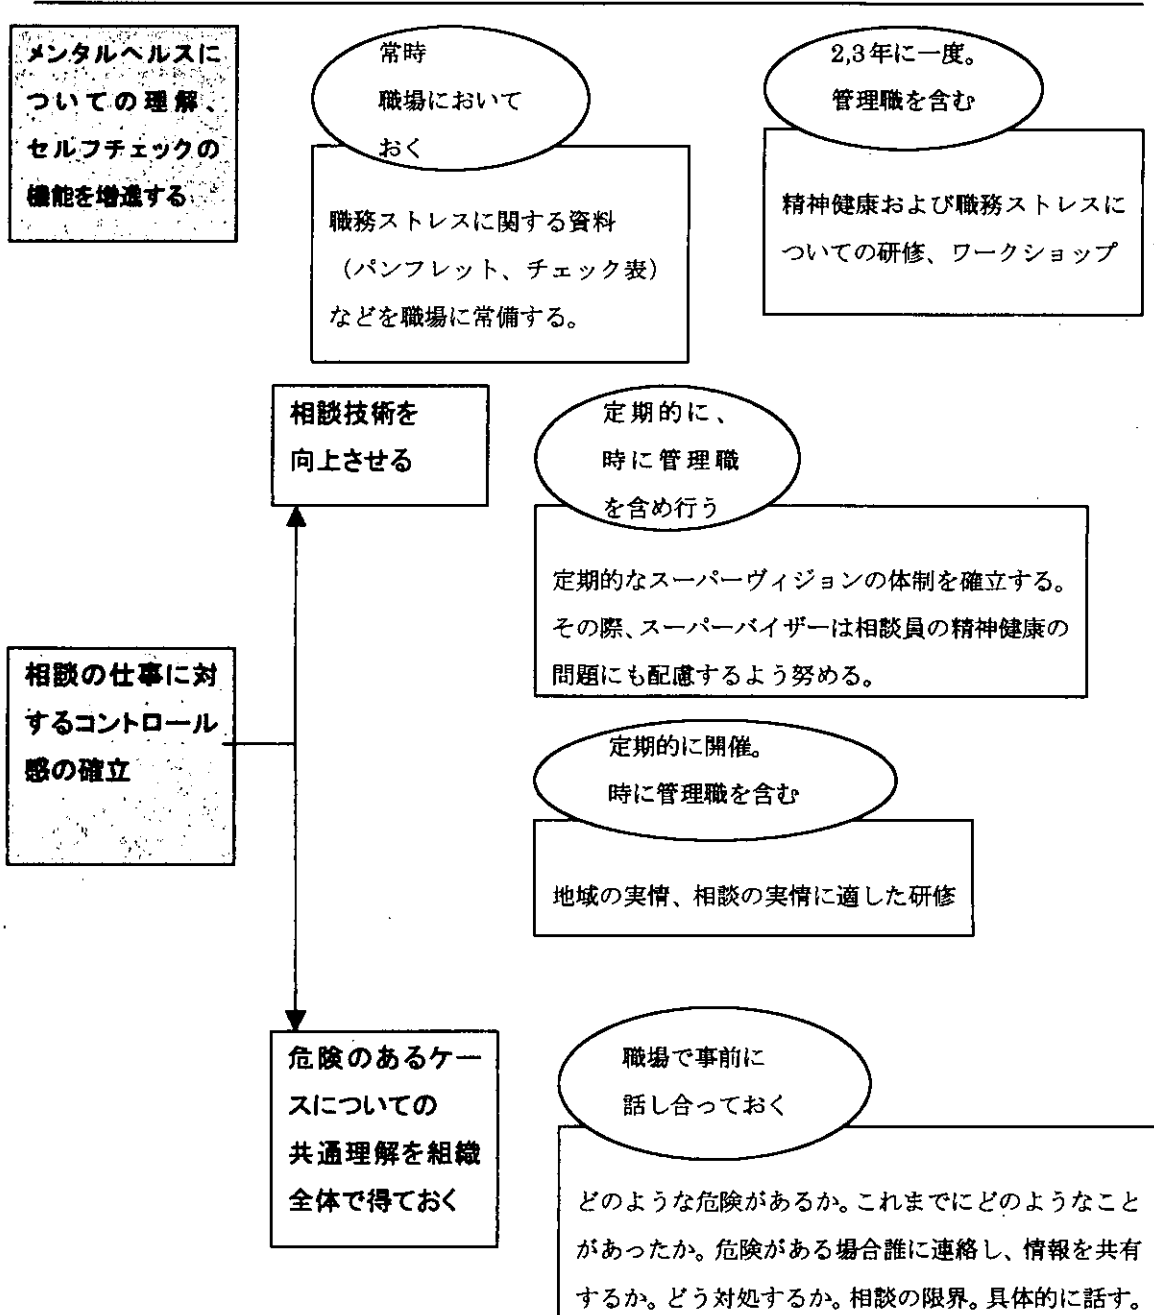 メンタルヘルスに
ついての理解、
セルフチェックの
機能を増進する
常時
職場において
おく
職務ストレスに関する資料
（パンフレット、チェック表）
などを職場に常備する。
2,3年に一度。
管理職を含む
精神健康および職務ストレスに
ついての研修、ワークショップ
相談の仕事に対
するコントロール
感の確立
相談技術を
向上させる
定期的に、
時に管理職
を含め行う
定期的なスーパーヴィジョンの体制を確立する。
その際、スーパーバイザーは相談員の精神健康の
問題にも配慮するよう努める。
定期的に開催。
時に管理職を含む
地域の実情、相談の実情に適した研修
危険のあるケー
スについての
共通理解を組織
全体で得ておく
職場で事前に
話し合っておく
どのような危険があるか。これまでにどのようなこと
があったか。危険がある場合誰に連絡し、情報を共有
するか。どう対処するか。相談の限界。具体的に話す。